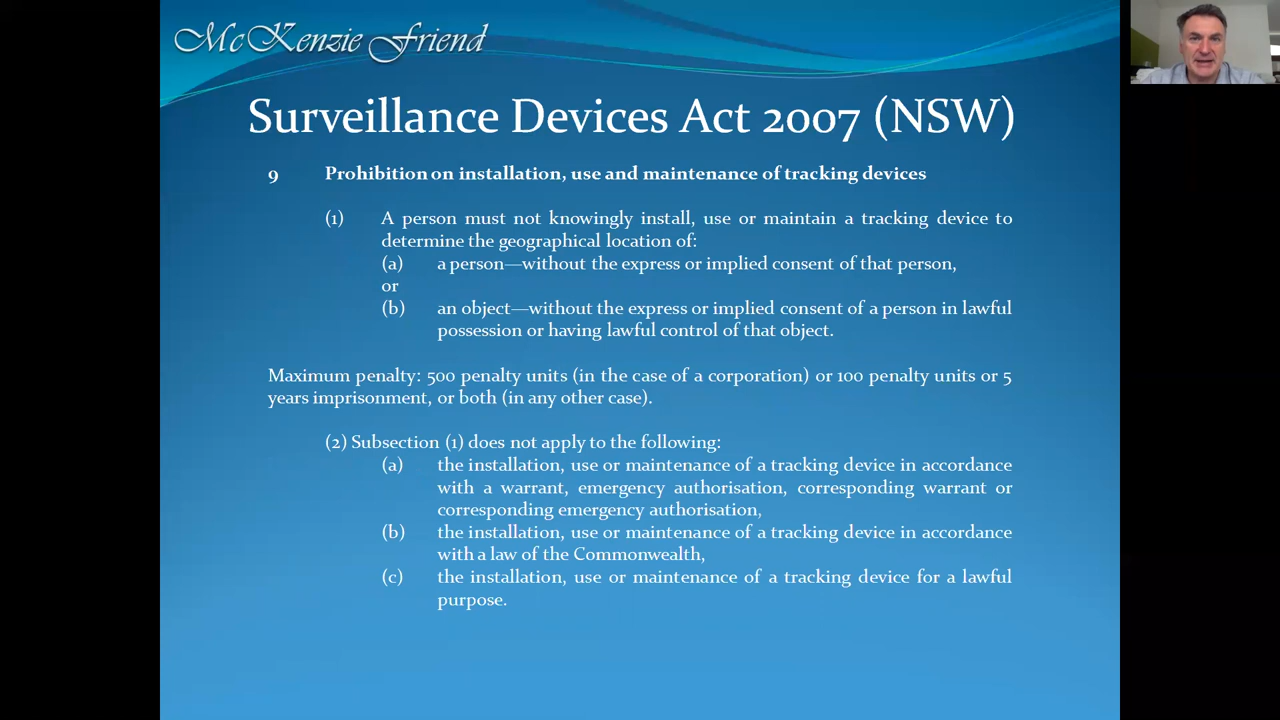 McKenzie Friend
Surveillance Devices Act 2007 (NSW)
9 Prohibition on installation, use and maintenance of tracking devices
(1) A person must not knowingly install, use or maintain a tracking device to
determine the geographical location of:
(a) a person—without the express or implied consent of that person,
or
(b) an object—without the express or implied consent of a person in lawful
possession or having lawful control of that object.
Maximum penalty: 500 penalty units (in the case of a corporation) or 100 penalty units or 5
years imprisonment, or both (in any other case).
(2) Subsection (1) does not apply to the following:
(a) the installation, use or maintenance of a tracking device in accordance
with a warrant, emergency authorisation, corresponding warrant or
corresponding emergency authorisation,
(b) the installation, use or maintenance of a tracking device in accordance
with a law of the Commonwealth,
(c) the installation, use or maintenance of a tracking device for a lawful
purpose.